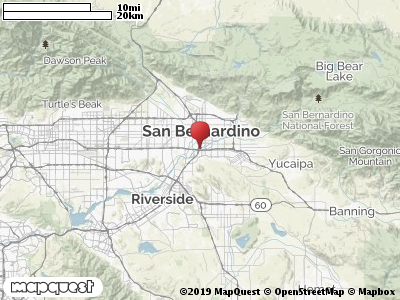 10mi
20km
Dawson Peak
Big Bear
Lake
Turtle's Beak
San Bernardino
National Forest
San Bernardino
San Gorgonio
Mountain
Yucaipa
Riverside
60
Banning
mapquest
©2019 MapQuest © OpenStreetMap © Mapbox